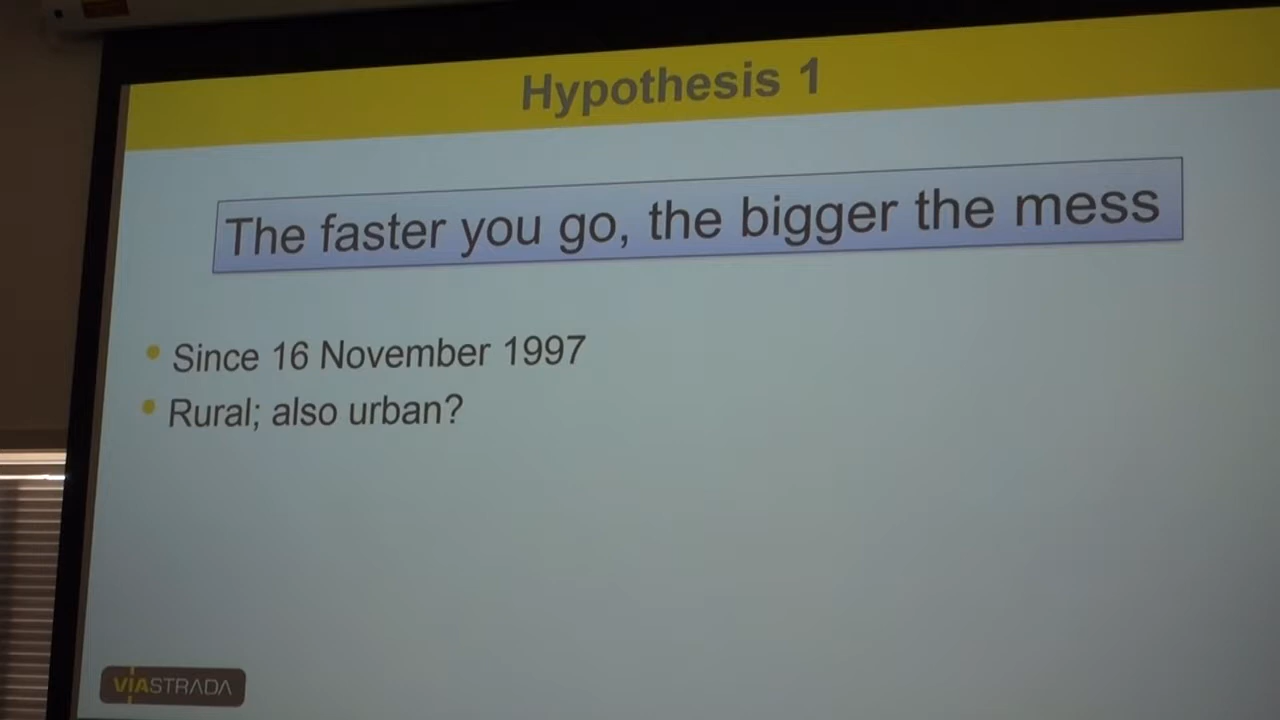 Hypothesis 1
The faster you go, the bigger the mess
Since 16 November 1997
Rural; also urban?
VIASTRADA